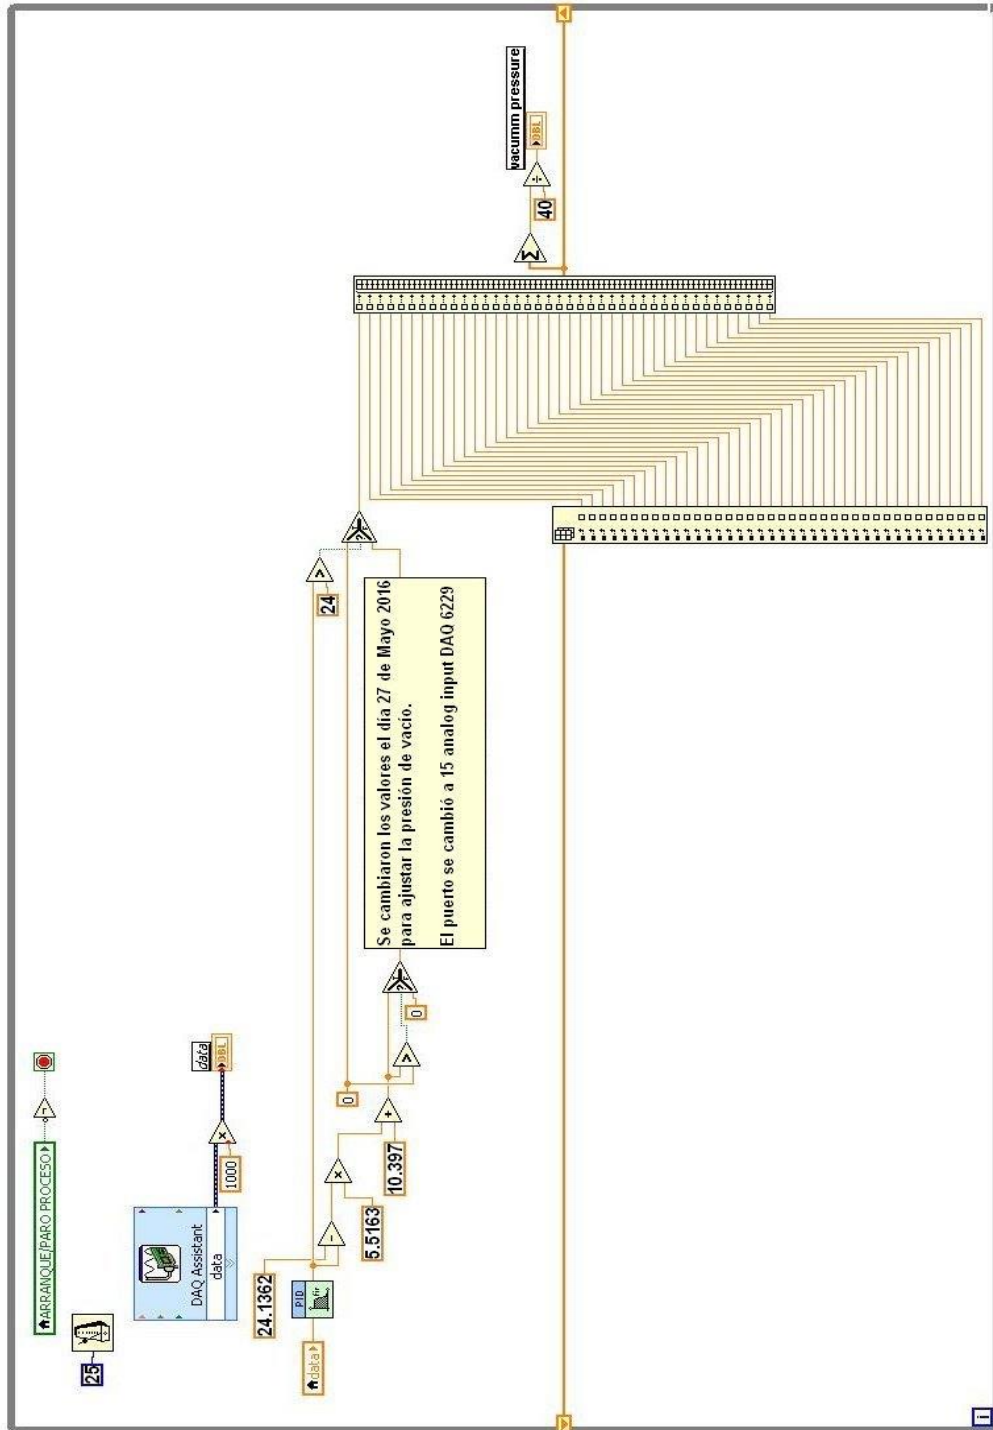 ARRANQUE/PARO PROCESO
25
DAQ Assistant
data
1000
data
DBL
24.1362
data
PID
fir
5.5163
10.397
0
0
Se cambiaron los valores el día 27 de Mayo 2016
para ajustar la presión de vacío.
El puerto se cambió a 15 analog input DAQ 6229
24
40
vacumm pressure
DBL
i